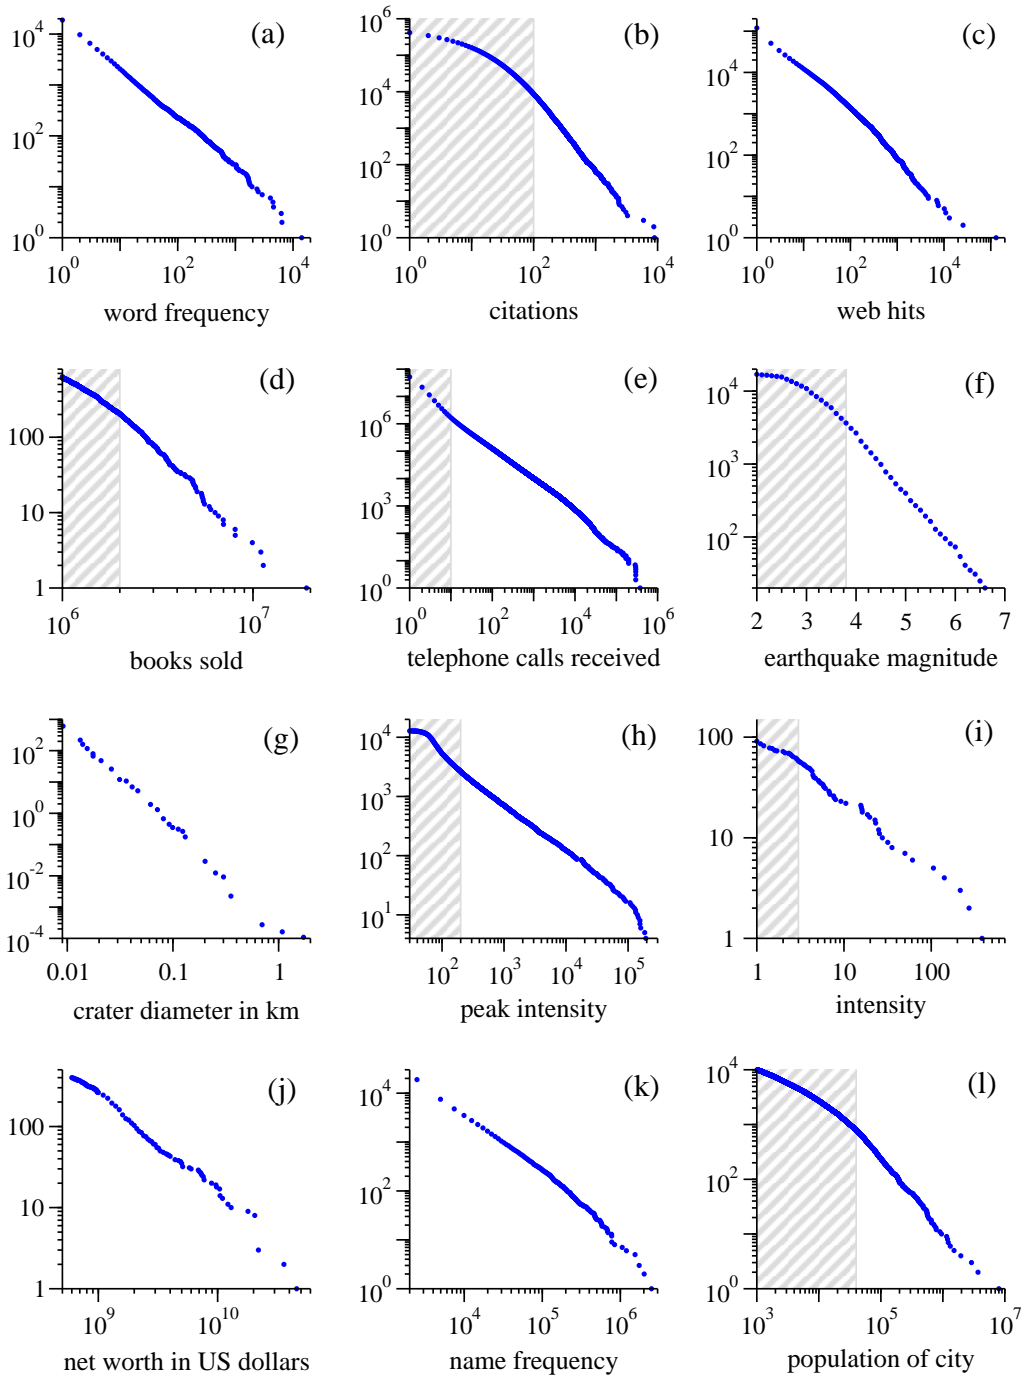 (a)
10^4
10^2
10^0
10^0 10^2 10^4
word frequency
(b)
10^6
10^4
10^2
10^0
10^0 10^2 10^4
citations
(c)
10^4
10^2
10^0
10^0 10^2 10^4
web hits
(d)
100
10
1
10^6 10^7
books sold
(e)
10^6
10^3
10^0
10^0 10^2 10^4 10^6
telephone calls received
(f)
10^4
10^3
10^2
2 3 4 5 6 7
earthquake magnitude
(g)
10^2
10^0
10^-2
10^-4
0.01 0.1 1
crater diameter in km
(h)
10^4
10^3
10^2
10^1
10^2 10^3 10^4 10^5
peak intensity
(i)
100
10
1
1 10 100
intensity
(j)
100
10
1
10^9 10^10
net worth in US dollars
(k)
10^4
10^2
10^0
10^4 10^5 10^6
name frequency
(l)
10^4
10^2
10^0
10^3 10^5 10^7
population of city